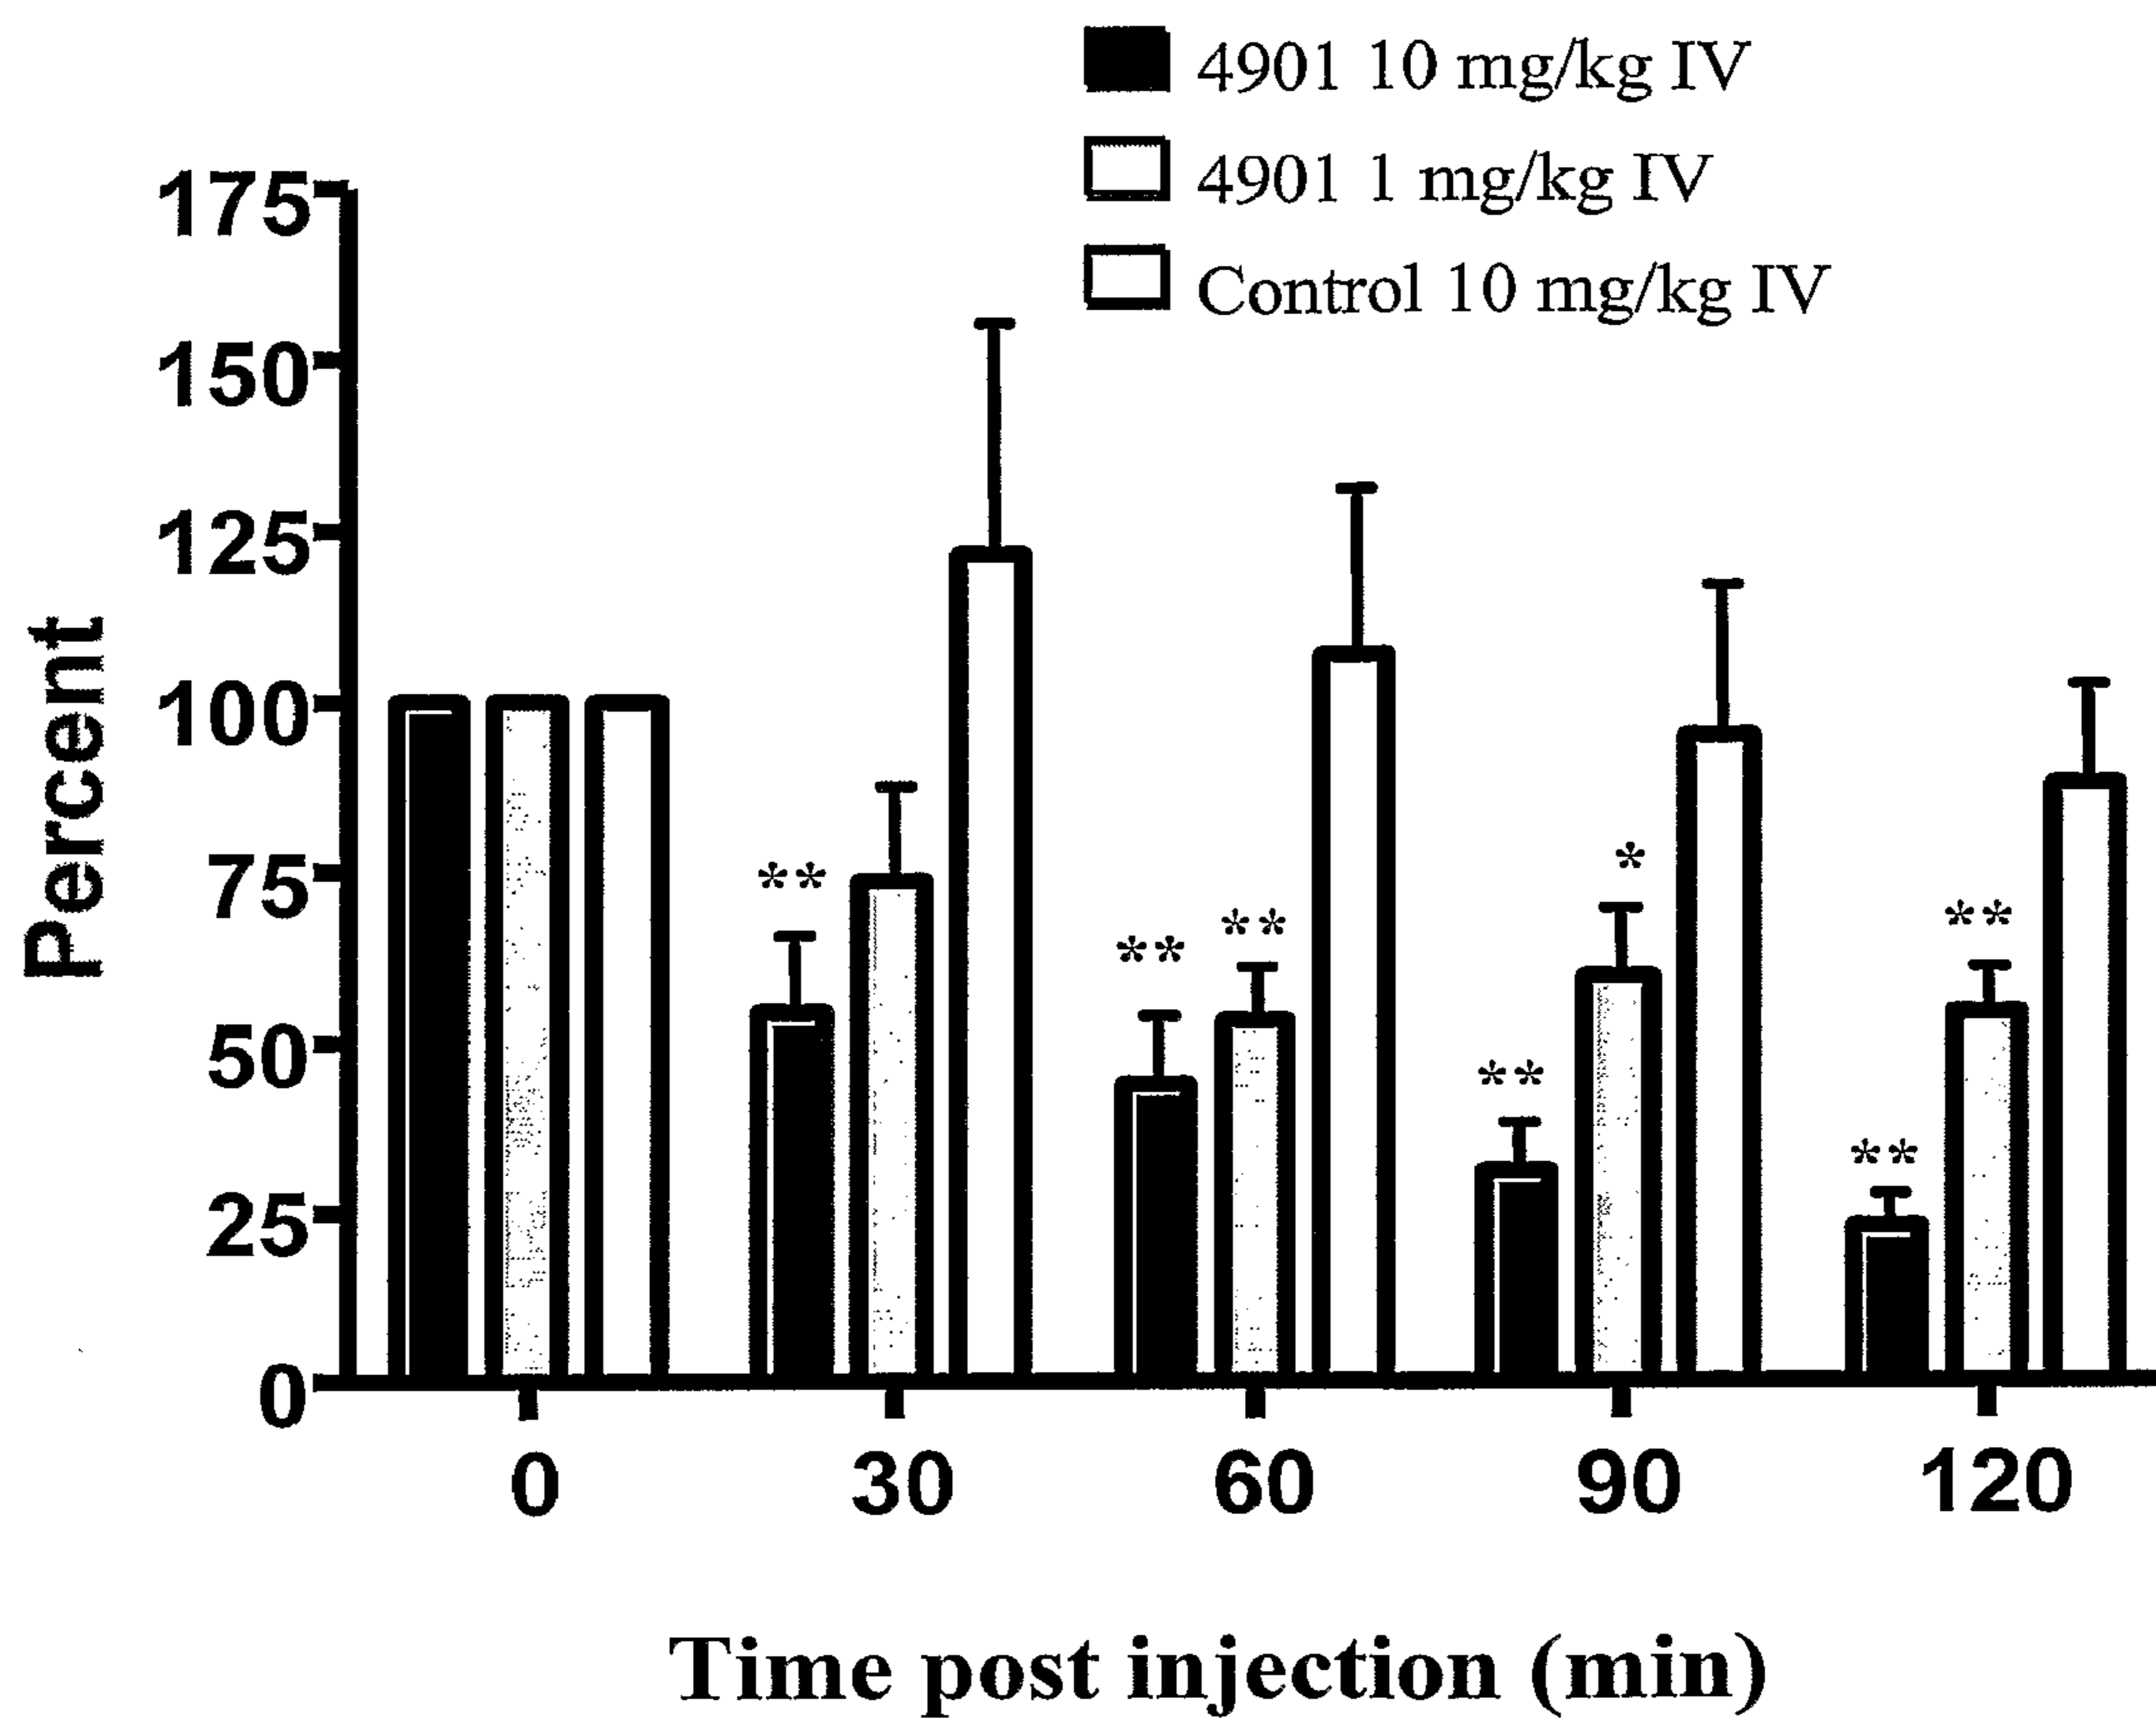 4901 10 mg/kg IV
4901 1 mg/kg IV
Control 10 mg/kg IV
175
150
125
100
75
50
25
0
Percent
**
**
**
**
*
**
**
0 30 60 90 120
Time post injection (min)